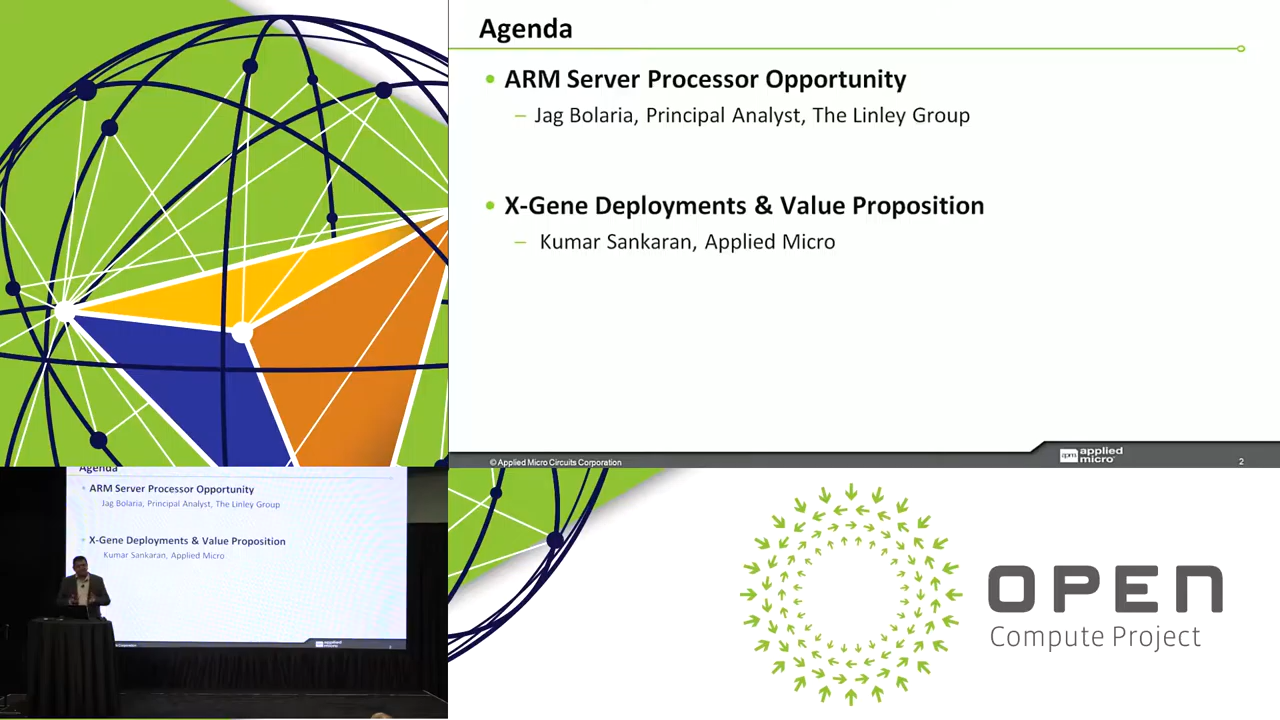 Agenda
• ARM Server Processor Opportunity
– Jag Bolaria, Principal Analyst, The Linley Group
• X-Gene Deployments & Value Proposition
– Kumar Sankaran, Applied Micro
© Applied Micro Circuits Corporation
apm applied micro
2
Agenda
• ARM Server Processor Opportunity
Jag Bolaria, Principal Analyst, The Linley Group
• X-Gene Deployments & Value Proposition
Kumar Sankaran, Applied Micro
applied micro
OPEN
Compute Project